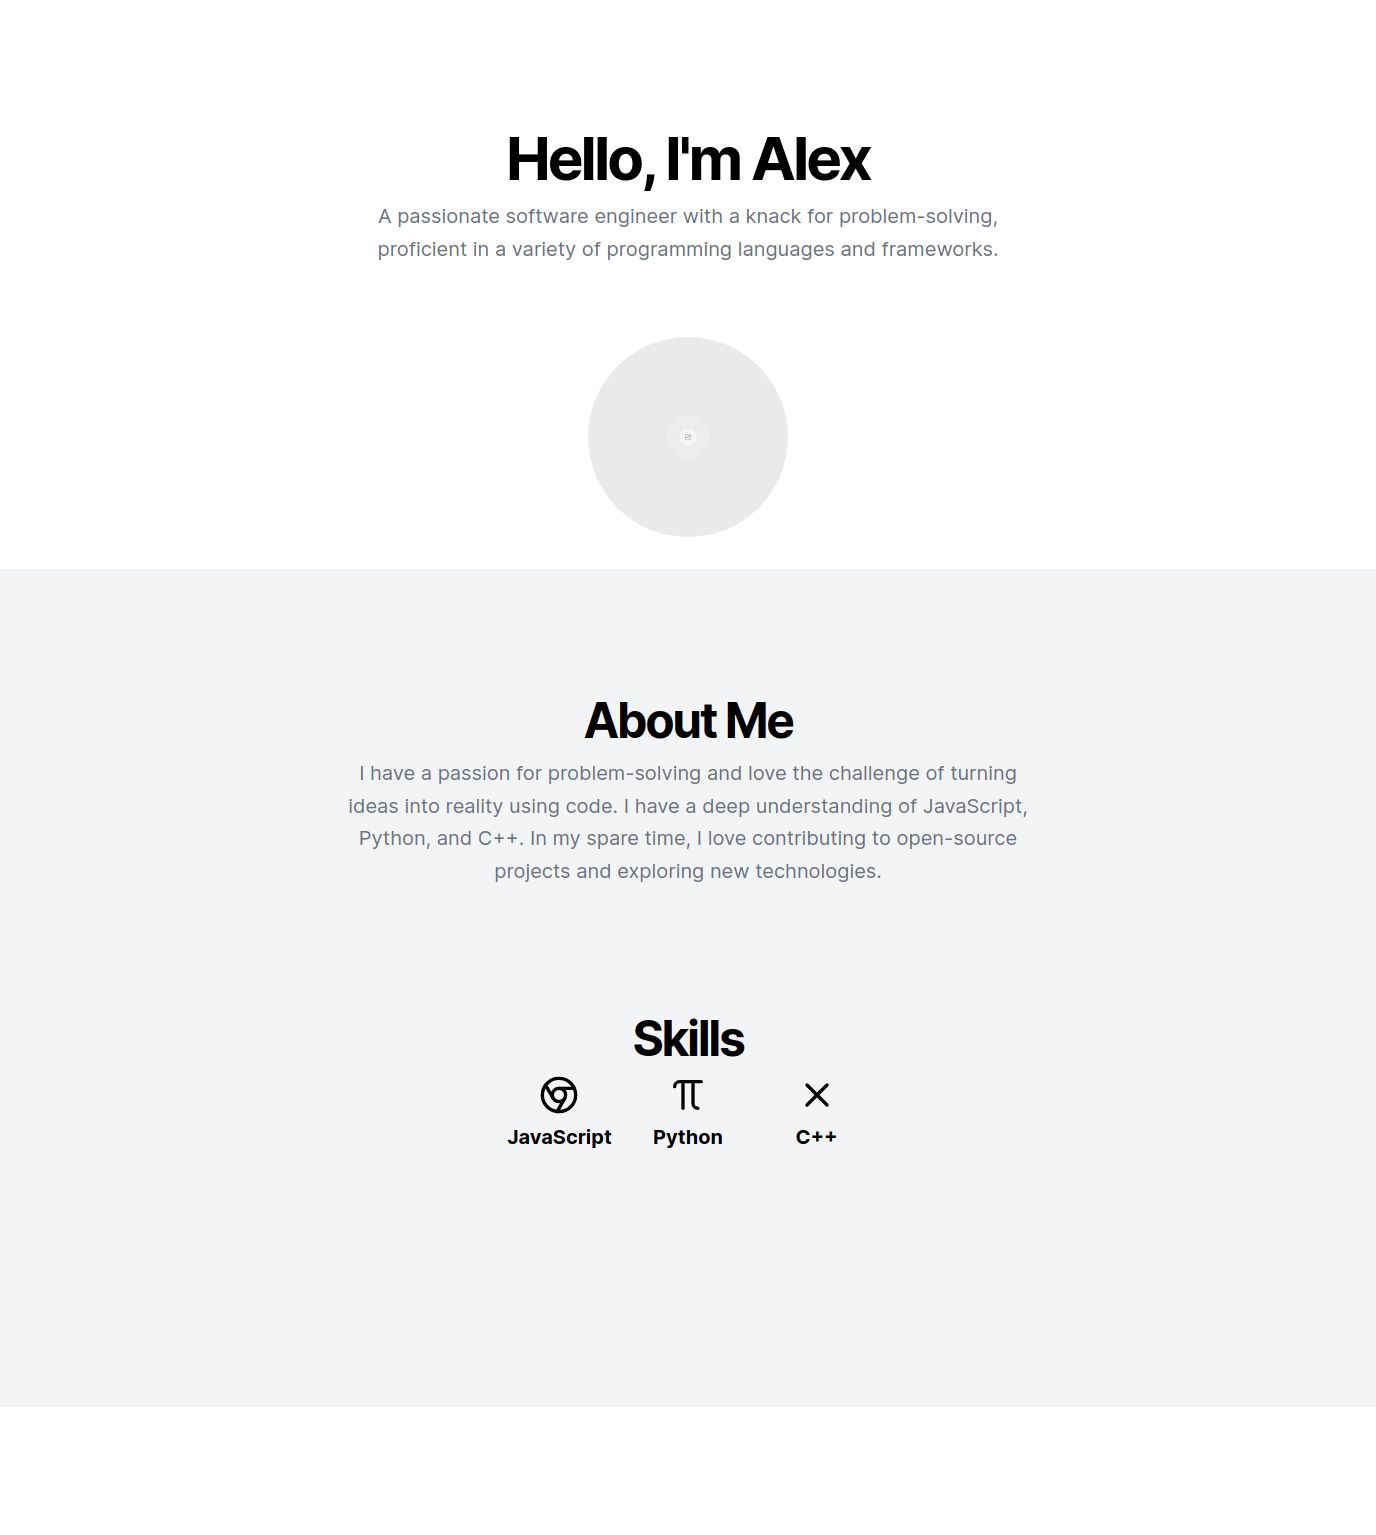 Hello, I'm Alex
A passionate software engineer with a knack for problem-solving,
proficient in a variety of programming languages and frameworks.
About Me
I have a passion for problem-solving and love the challenge of turning
ideas into reality using code. I have a deep understanding of JavaScript,
Python, and C++. In my spare time, I love contributing to open-source
projects and exploring new technologies.
Skills
JavaScript Python C++